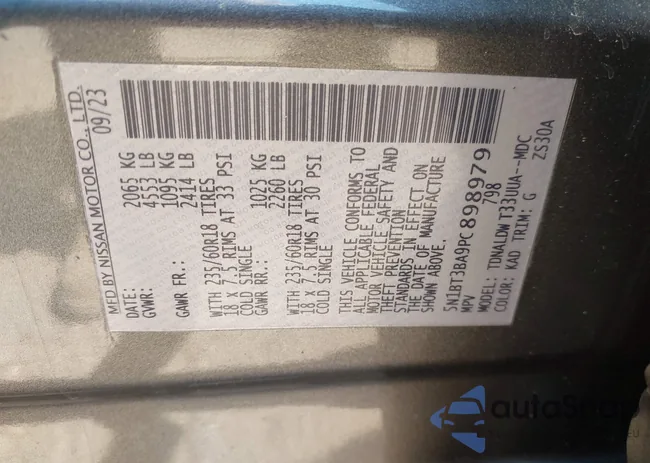 MFD BY NISSAN MOTOR CO., LTD.
DATE: 09/23
GVWR: 2065 KG
4553 LB
GAWR FR.: 1095 KG
2414 LB
WITH 235/60R18 TIRES
18 X 7.5 RIMS AT 33 PSI
COLD SINGLE
GAWR RR.: 1025 KG
2260 LB
WITH 235/60R18 TIRES
18 X 7.5 RIMS AT 30 PSI
COLD SINGLE
THIS VEHICLE CONFORMS TO
ALL APPLICABLE FEDERAL
MOTOR VEHICLE SAFETY AND
THEFT PREVENTION
STANDARDS IN EFFECT ON
THE DATE OF MANUFACTURE
SHOWN ABOVE.
5N1BT3BA9PC898979
MPV 798
MODEL: TDNALDW T33UUA--MDC
COLOR: KAD TRIM: G ZS30A